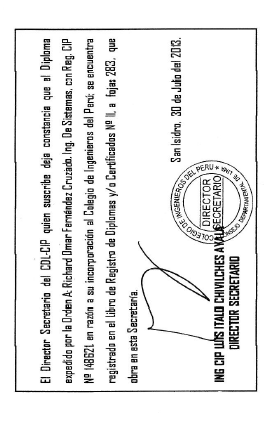 El Director Secretario del CDL-CIP quién suscribe deja constancia que el Diploma
expedido por la Orden A: Richard Omar Fernández Cruzado, Ing. De Sistemas, con Reg. CIP
Nº 148621, en razón a su incorporación al Colegio de Ingenieros del Perú; se encuentra
registrado en el Libro de Registro de Diplomas y/o Certificados Nº II, a fojas 283, que
obra en esta Secretaría.
San Isidro, 30 de Julio del 2013.
COLEGIO DE INGENIEROS DEL PERU
DIRECTOR
SECRETARIO
ING CIP LUIS ITALO CHIVILCHES AYALA
DIRECTOR SECRETARIO